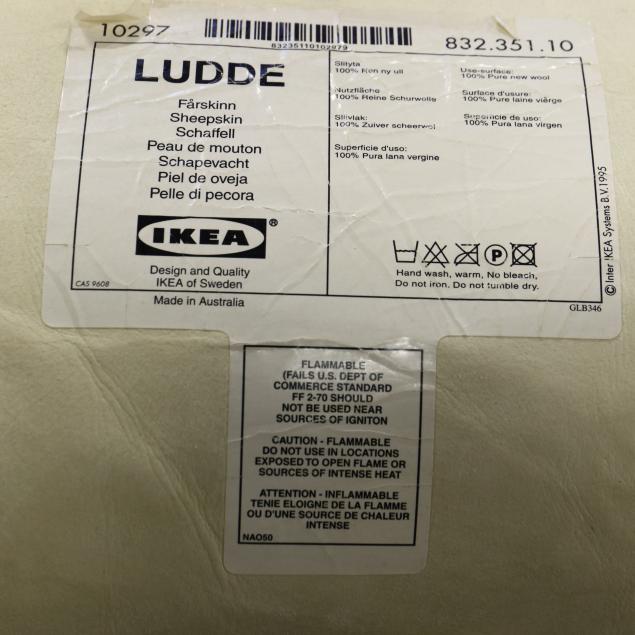 10297
83235110102979
832.351.10
LUDDE
Fårskinn
Sheepskin
Schaffell
Peau de mouton
Schapevacht
Piel de oveja
Pelle di pecora
IKEA®
Design and Quality
IKEA of Sweden
CAS 9608
Made in Australia
Slityta
100% Ren ny ull
Nutzfläche
100% Reine Schurwolle
Slijvlak:
100% Zuiver scheerwol
Superficie d'uso:
100% Pura lana vergine
Use-surface:
100% Pure new wool
Surface d'usure:
100% Pure laine vierge
Superficie de uso:
100% Pura lana virgen
P
Hand wash, warm, No bleach,
Do not iron. Do not tumble dry.
© Inter IKEA Systems B.V. 1995
GLB346
FLAMMABLE
(FAILS U.S. DEPT OF
COMMERCE STANDARD
FF 2-70 SHOULD
NOT BE USED NEAR
SOURCES OF IGNITON
CAUTION - FLAMMABLE
DO NOT USE IN LOCATIONS
EXPOSED TO OPEN FLAME OR
SOURCES OF INTENSE HEAT
ATTENTION - INFLAMMABLE
TENIE ELOIGNE DE LA FLAMME
OU D'UNE SOURCE DE CHALEUR
INTENSE
NAO50